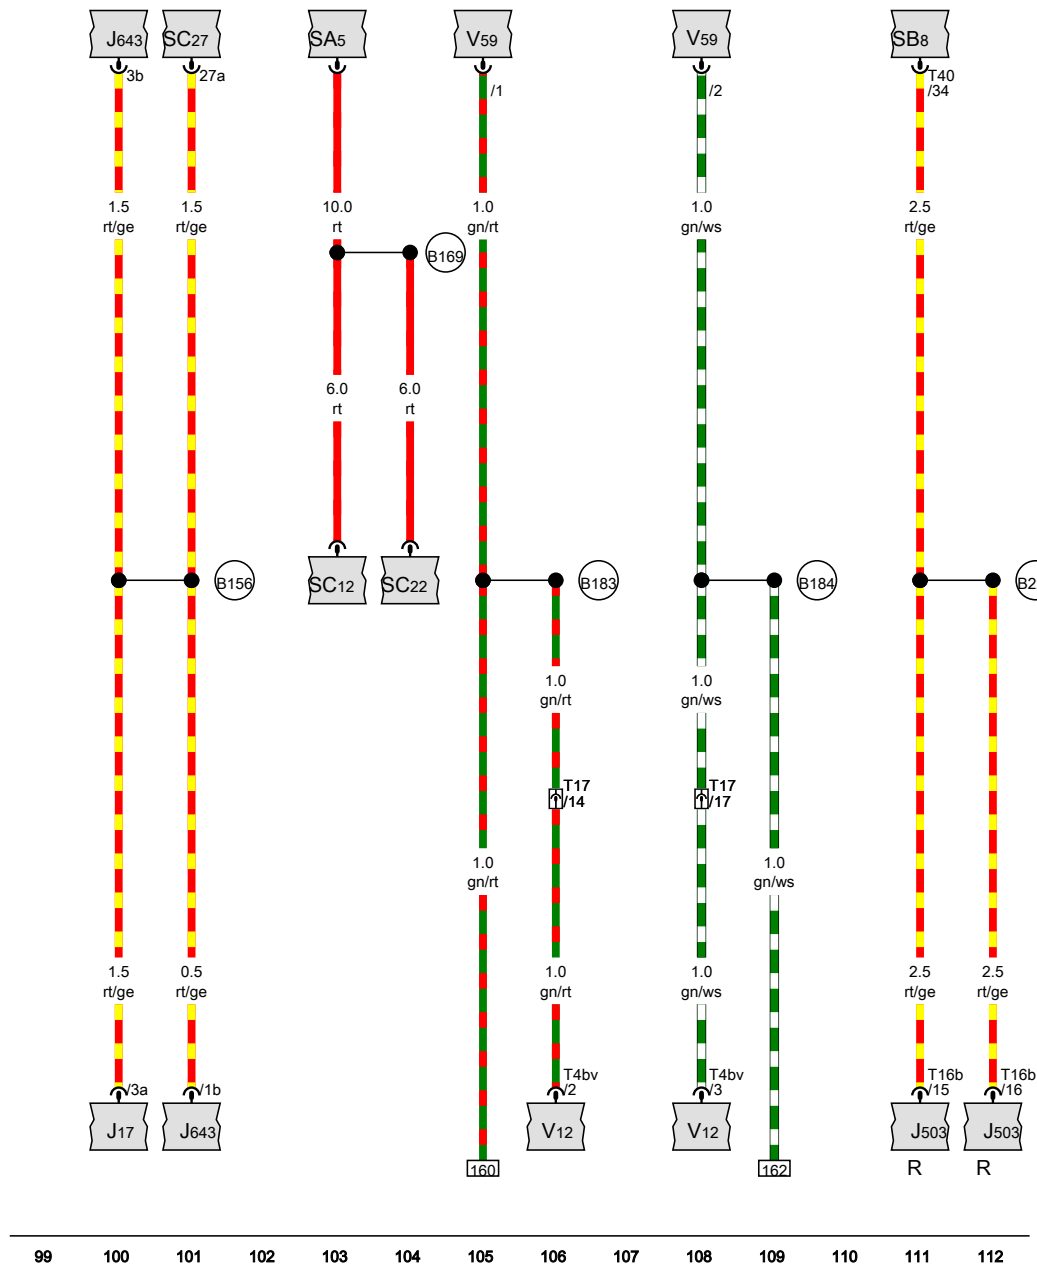 J643 SC27 SA5 V59 V59 SB8
3b 27a /1 /2 T40
/34
1.5 1.5 10.0 1.0 1.0 2.5
rt/ge rt/ge rt gn/rt gn/ws rt/ge
B169
6.0 6.0
rt rt
SC12 SC22
B156 B183 B184 B2
1.0 1.0
gn/rt gn/ws
T17 T17
/14 /17
1.0 1.0
gn/rt gn/ws
1.5 0.5 1.0 1.0 2.5 2.5
rt/ge rt/ge gn/rt gn/ws rt/ge rt/ge
T4bv T4bv T16b T16b
/3a /1b /2 /3 /15 /16
J17 J643 V12 V12 J503 J503
160 162 R R
99 100 101 102 103 104 105 106 107 108 109 110 111 112